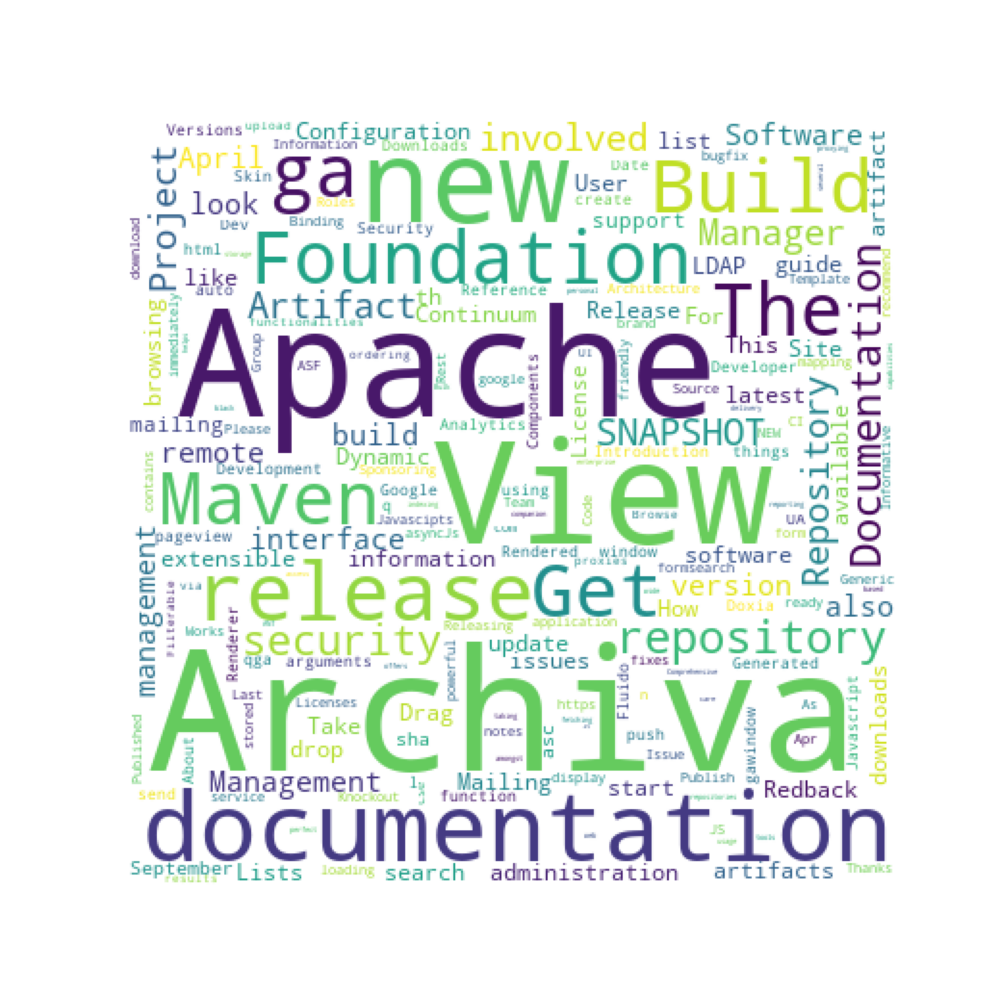 Versions upload Configuration involved list Software
Information Downloads bugfix
April Skin ga new Date Build artifact
Project look Roles User create support Manager
Dev Binding Security Foundation LDAP guide
download html like Reference The Template Documentation
browsing auto Artifact th Continuum Architecture Release For recommend
immediately functionalities brand This Site mapping
Group ASF ordering Rest google Apache Components ui friendly Source Developer latest
mailing Please build Analytics License SNAPSHOT NEW CI Repository available
remote Dynamic Introduction things Informative
contains Development Sponsoring View
Maven Google q using Team Code Browse UA form
pageview Javascipts asyncJs
management interface Rendered window software
extensible information proxies formsearch Generic
via release Get version ready also
Filterable Works Renderer Releasing application How Doxia
security update repository
qga arguments powerful issues fixes Generated
Last Archiva As
Published About stored Licenses Take Drag notes https Fluido n Javascript downloads
drop sha asc push Issue Apr
Management Mailing display Publish gawindow
send service Knockout function start Redback
documentation JS
September Lists loading search administration artifacts Thanks
results